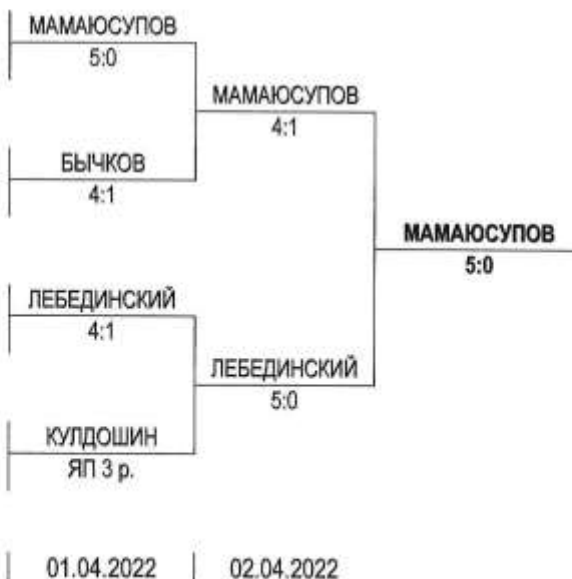 МАМАЮСУПОВ
5:0
МАМАЮСУПОВ
4:1
БЫЧКОВ
4:1
МАМАЮСУПОВ
5:0
ЛЕБЕДИНСКИЙ
4:1
ЛЕБЕДИНСКИЙ
5:0
КУЛДОШИН
ЯП 3 р.
01.04.2022
02.04.2022